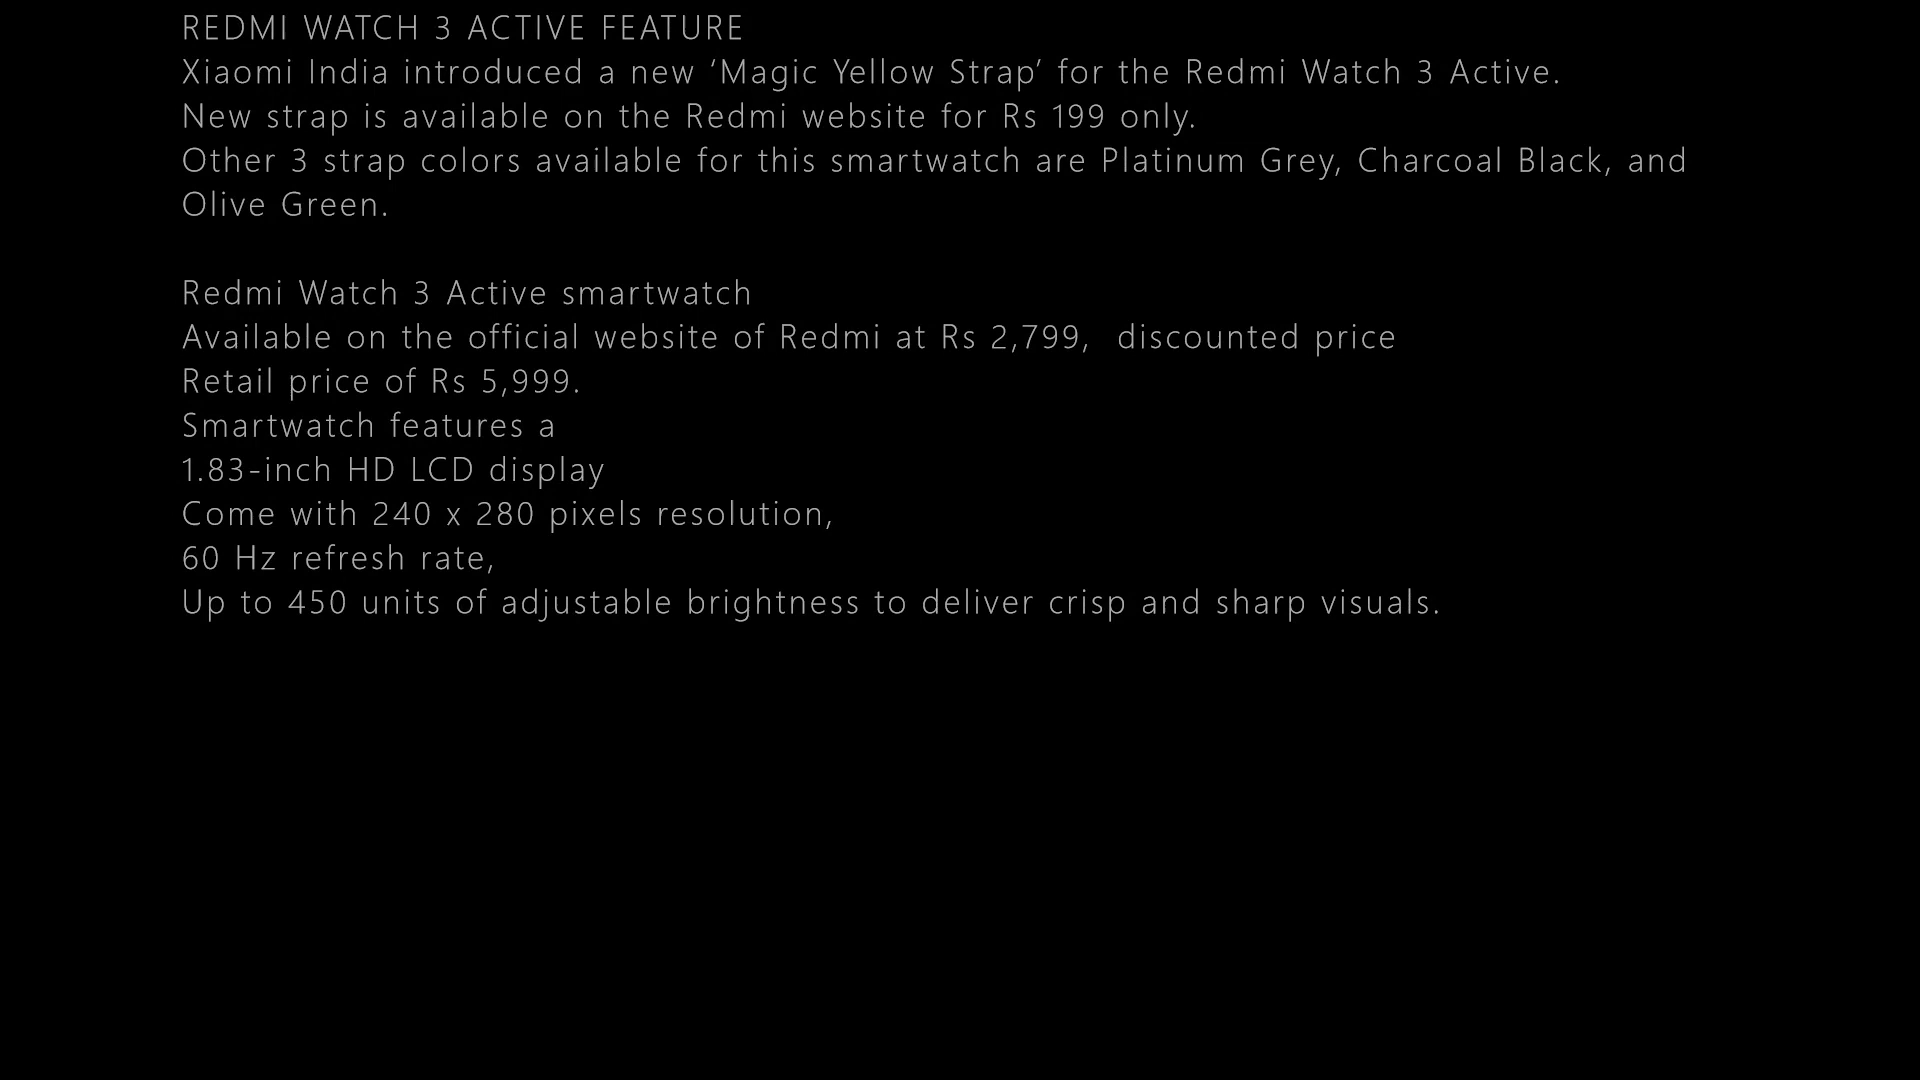 REDMI WATCH 3 ACTIVE FEATURE
Xiaomi India introduced a new ‘Magic Yellow Strap’ for the Redmi Watch 3 Active.
New strap is available on the Redmi website for Rs 199 only.
Other 3 strap colors available for this smartwatch are Platinum Grey, Charcoal Black, and
Olive Green.
Redmi Watch 3 Active smartwatch
Available on the official website of Redmi at Rs 2,799,  discounted price
Retail price of Rs 5,999.
Smartwatch features a
1.83-inch HD LCD display
Come with 240 x 280 pixels resolution,
60 Hz refresh rate,
Up to 450 units of adjustable brightness to deliver crisp and sharp visuals.